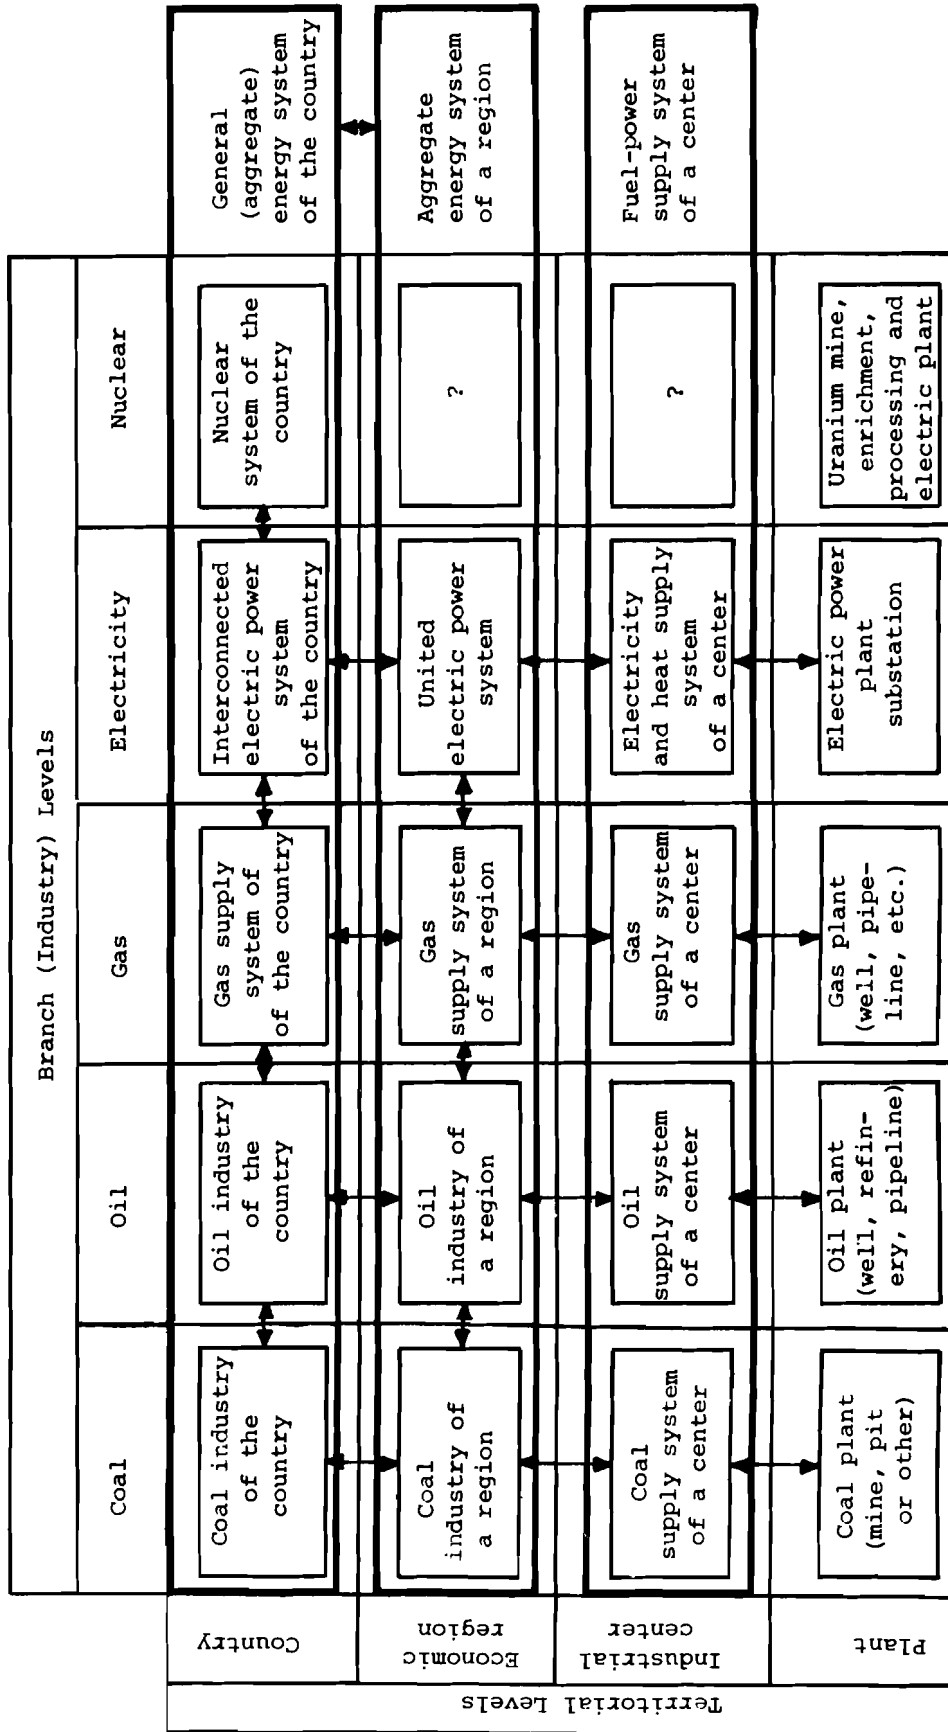 Branch (Industry) Levels
Coal
Oil
Gas
Electricity
Nuclear
Territorial Levels
Country
Coal industry
of the
country
Oil industry
of the
country
Gas supply
system of
of the country
Interconnected
electric power
system
of the country
Nuclear
system of the
country
General
(aggregate)
energy system
of the country
Economic
region
Coal
industry of
a region
Oil
industry of
a region
Gas
supply system
of a region
United
electric power
system
?
Aggregate
energy system
of a region
Industrial
center
Coal
supply system
of a center
Oil
supply system
of a center
Gas
supply system
of a center
Electricity
and heat supply
system
of a center
?
Fuel-power
supply system
of a center
Plant
Coal plant
(mine, pit
or other)
Oil plant
(well, refin-
ery, pipeline)
Gas plant
(well, pipe-
line, etc.)
Electric power
plant
substation
Uranium mine,
enrichment,
processing and
electric plant